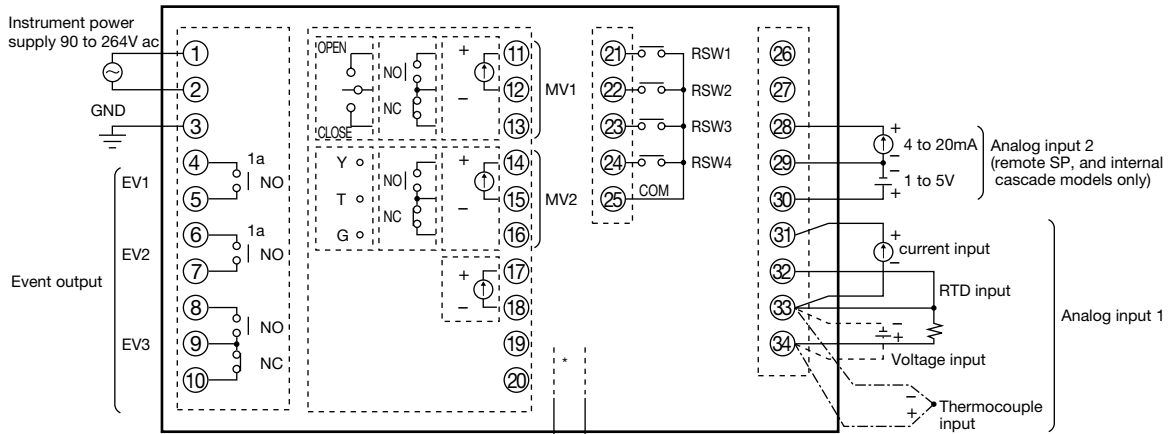 Instrument power
supply 90 to 264V ac
GND
Event output
EV1
EV2
EV3
1
2
3
4
5
6
7
8
9
10
1a
NO
1a
NO
NO
NC
OPEN
CLOSE
NO
NC
+
−
11
12
13
MV1
Y
T
G
NO
NC
+
−
14
15
16
MV2
+
−
17
18
19
20
*
21
22
23
24
25
RSW1
RSW2
RSW3
RSW4
COM
26
27
28
29
30
31
32
33
34
+
4 to 20mA
−
−
1 to 5V
+
Analog input 2
(remote SP, and internal
cascade models only)
+
current input
−
RTD input
−
+
Voltage input
−
+
Thermocouple
input
Analog input 1